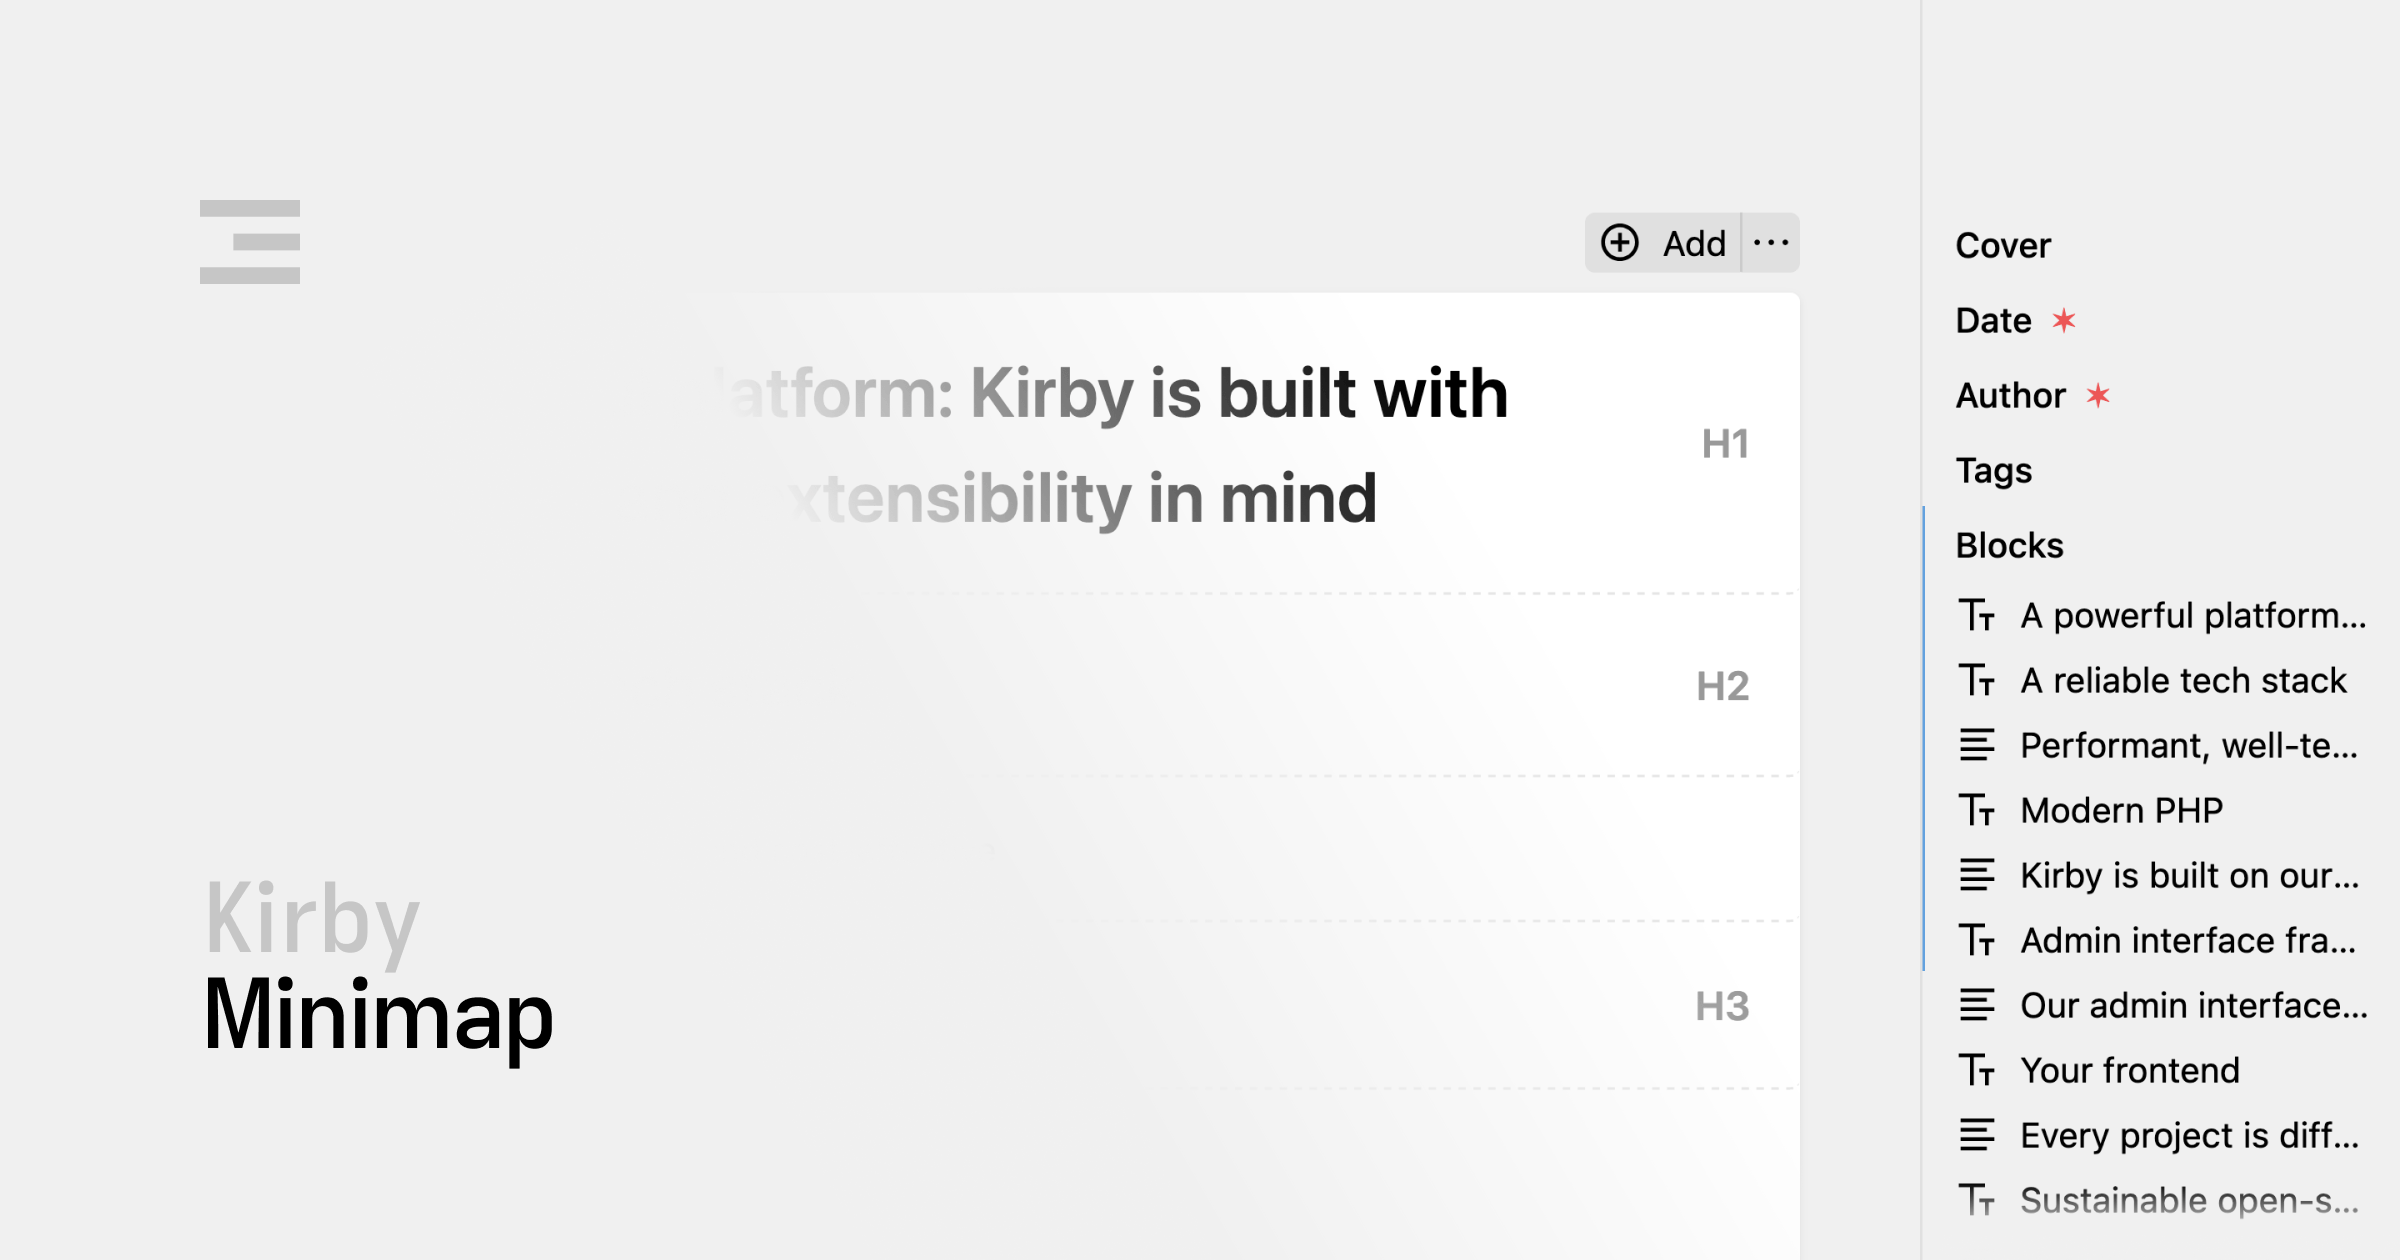 Kirby
Minimap
Add
atform: Kirby is built with
xtensibility in mind
H1
H2
H3
Cover
Date
Author
Tags
Blocks
A powerful platform...
A reliable tech stack
Performant, well-te...
Modern PHP
Kirby is built on our...
Admin interface fra...
Our admin interface...
Your frontend
Every project is diff...
Sustainable open-s...